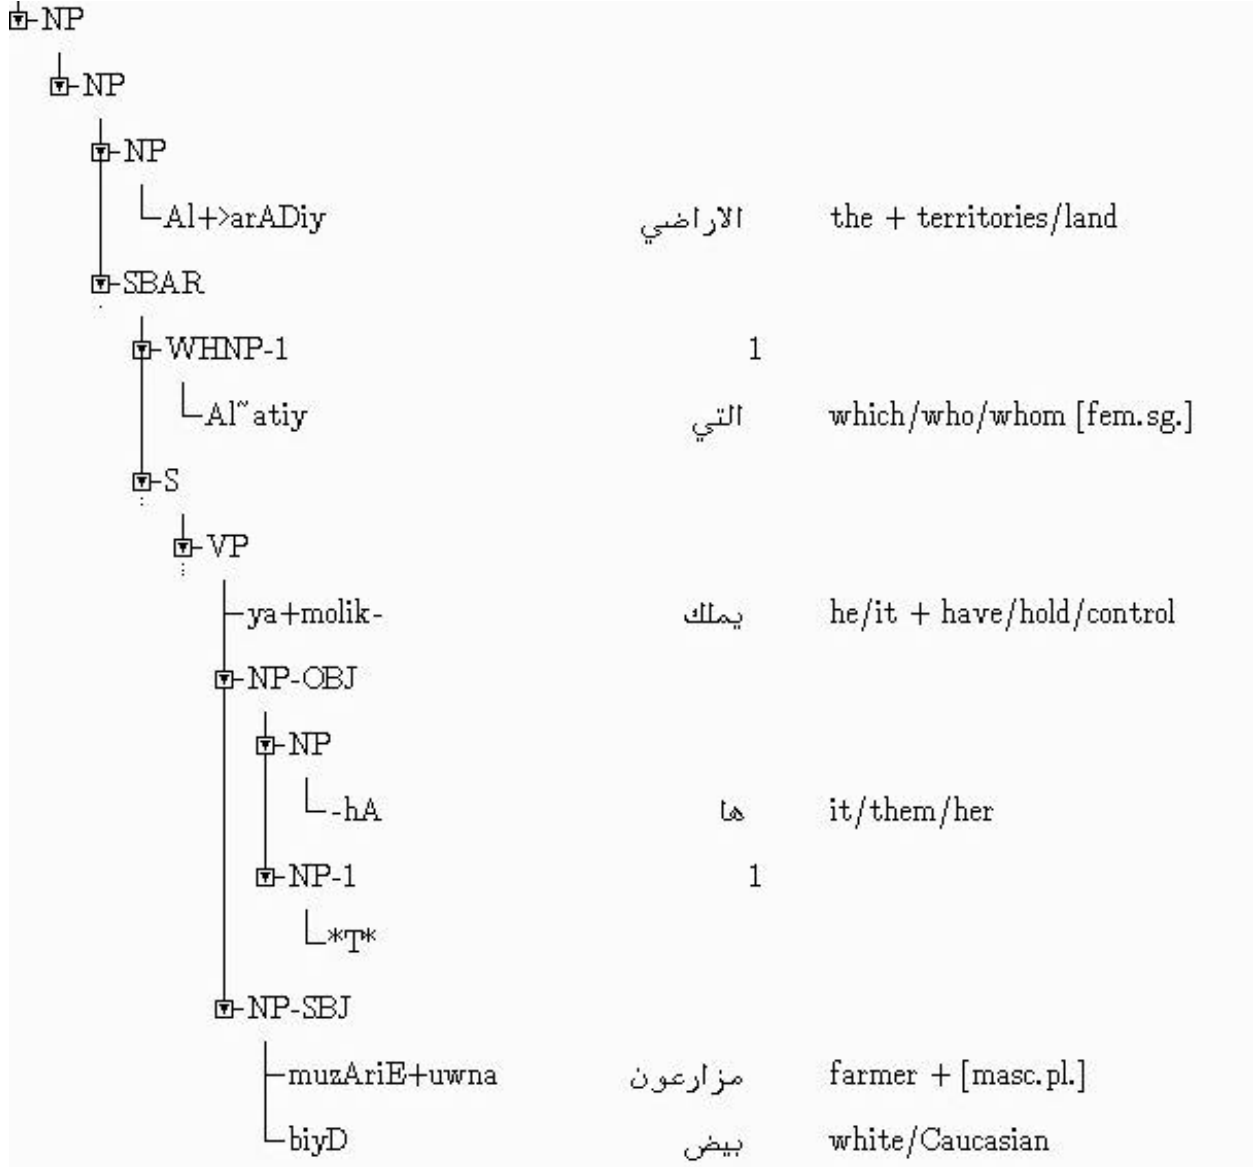 NP
NP
NP
Al+>arADiy الاراضي the + territories/land
SBAR
WHNP-1 1
Al~atiy التي which/who/whom [fem.sg.]
S
VP
ya+molik- يملك he/it + have/hold/control
NP-OBJ
NP
-hA ها it/them/her
NP-1 1
*T*
NP-SBJ
muzAriE+uwna مزارعون farmer + [masc.pl.]
biyD بيض white/Caucasian